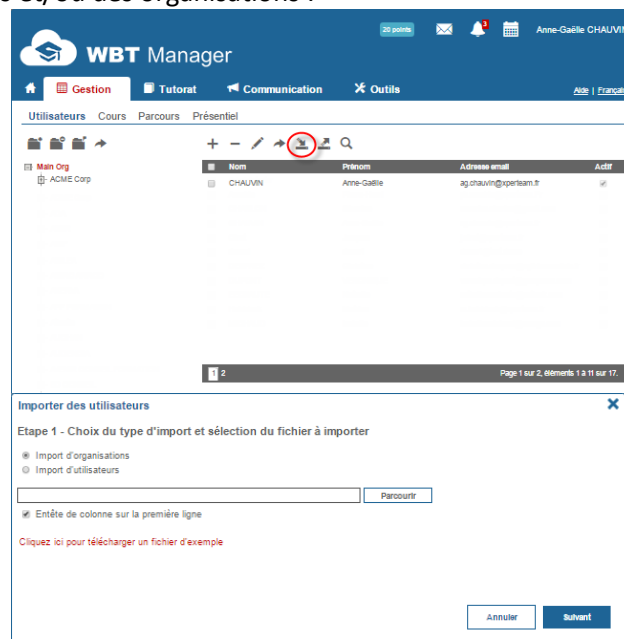 et/ou des organisations :
20 points
3
Anne-Gaëlle CHAUVIN
WBT Manager
Gestion Tutorat Communication Outils
Aide | Français
Utilisateurs Cours Parcours Présentiel
Main Org
ACME Corp
Nom Prénom Adresse email Actif
CHAUVIN Anne-Gaëlle ag.chauvin@xperteam.fr
1 2 Page 1 sur 2, éléments 1 à 11 sur 17.
Importer des utilisateurs
Etape 1 - Choix du type d'import et sélection du fichier à importer
Import d'organisations
Import d'utilisateurs
Parcourir
Entête de colonne sur la première ligne
Cliquez ici pour télécharger un fichier d'exemple
Annuler Suivant